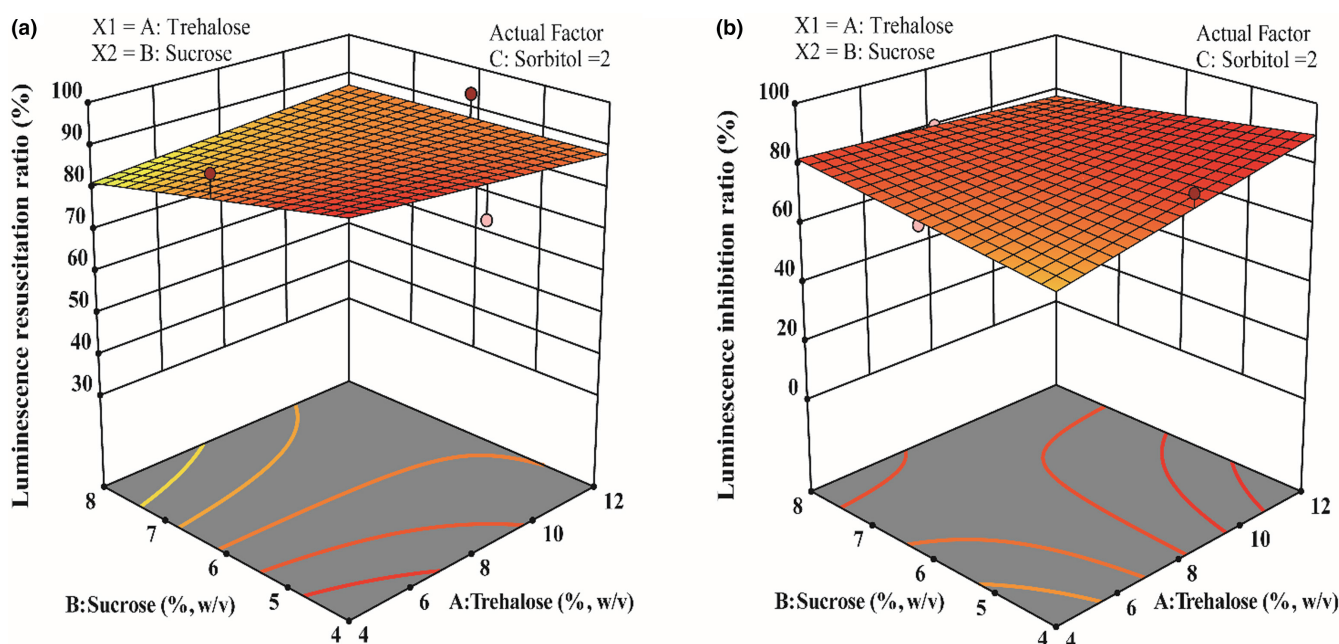 (a)
X1 = A: Trehalose
X2 = B: Sucrose
Actual Factor
C: Sorbitol =2
Luminescence resuscitation ratio (%)
100
90
80
70
60
50
40
30
8
7
6
5
4
4
6
8
10
12
B:Sucrose (%, w/v)
A:Trehalose (%, w/v)
(b)
X1 = A: Trehalose
X2 = B: Sucrose
Actual Factor
C: Sorbitol =2
Luminescence inhibition ratio (%)
100
80
60
40
20
0
8
7
6
5
4
4
6
8
10
12
B:Sucrose (%, w/v)
A:Trehalose (%, w/v)